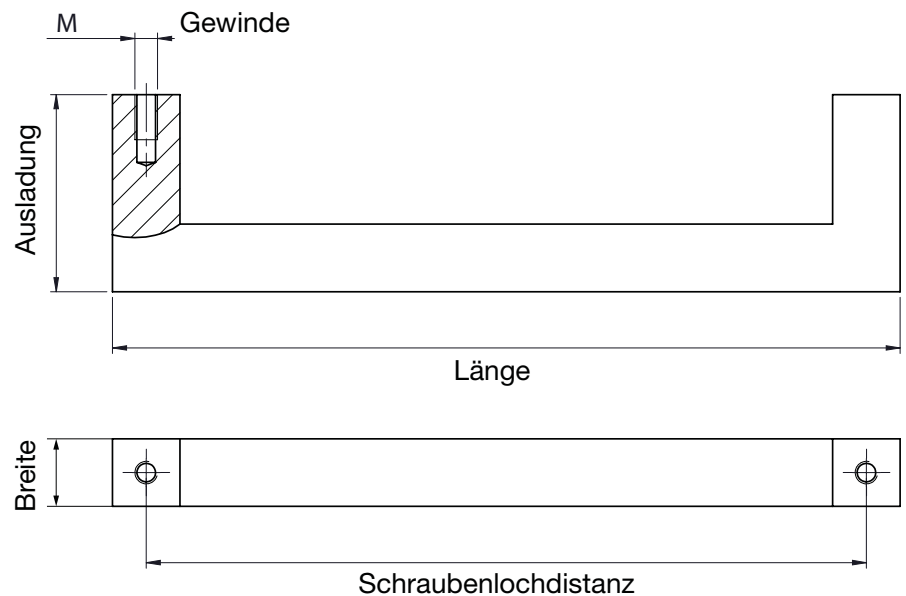 M Gewinde
Ausladung
Länge
Breite
Schraubenlochdistanz